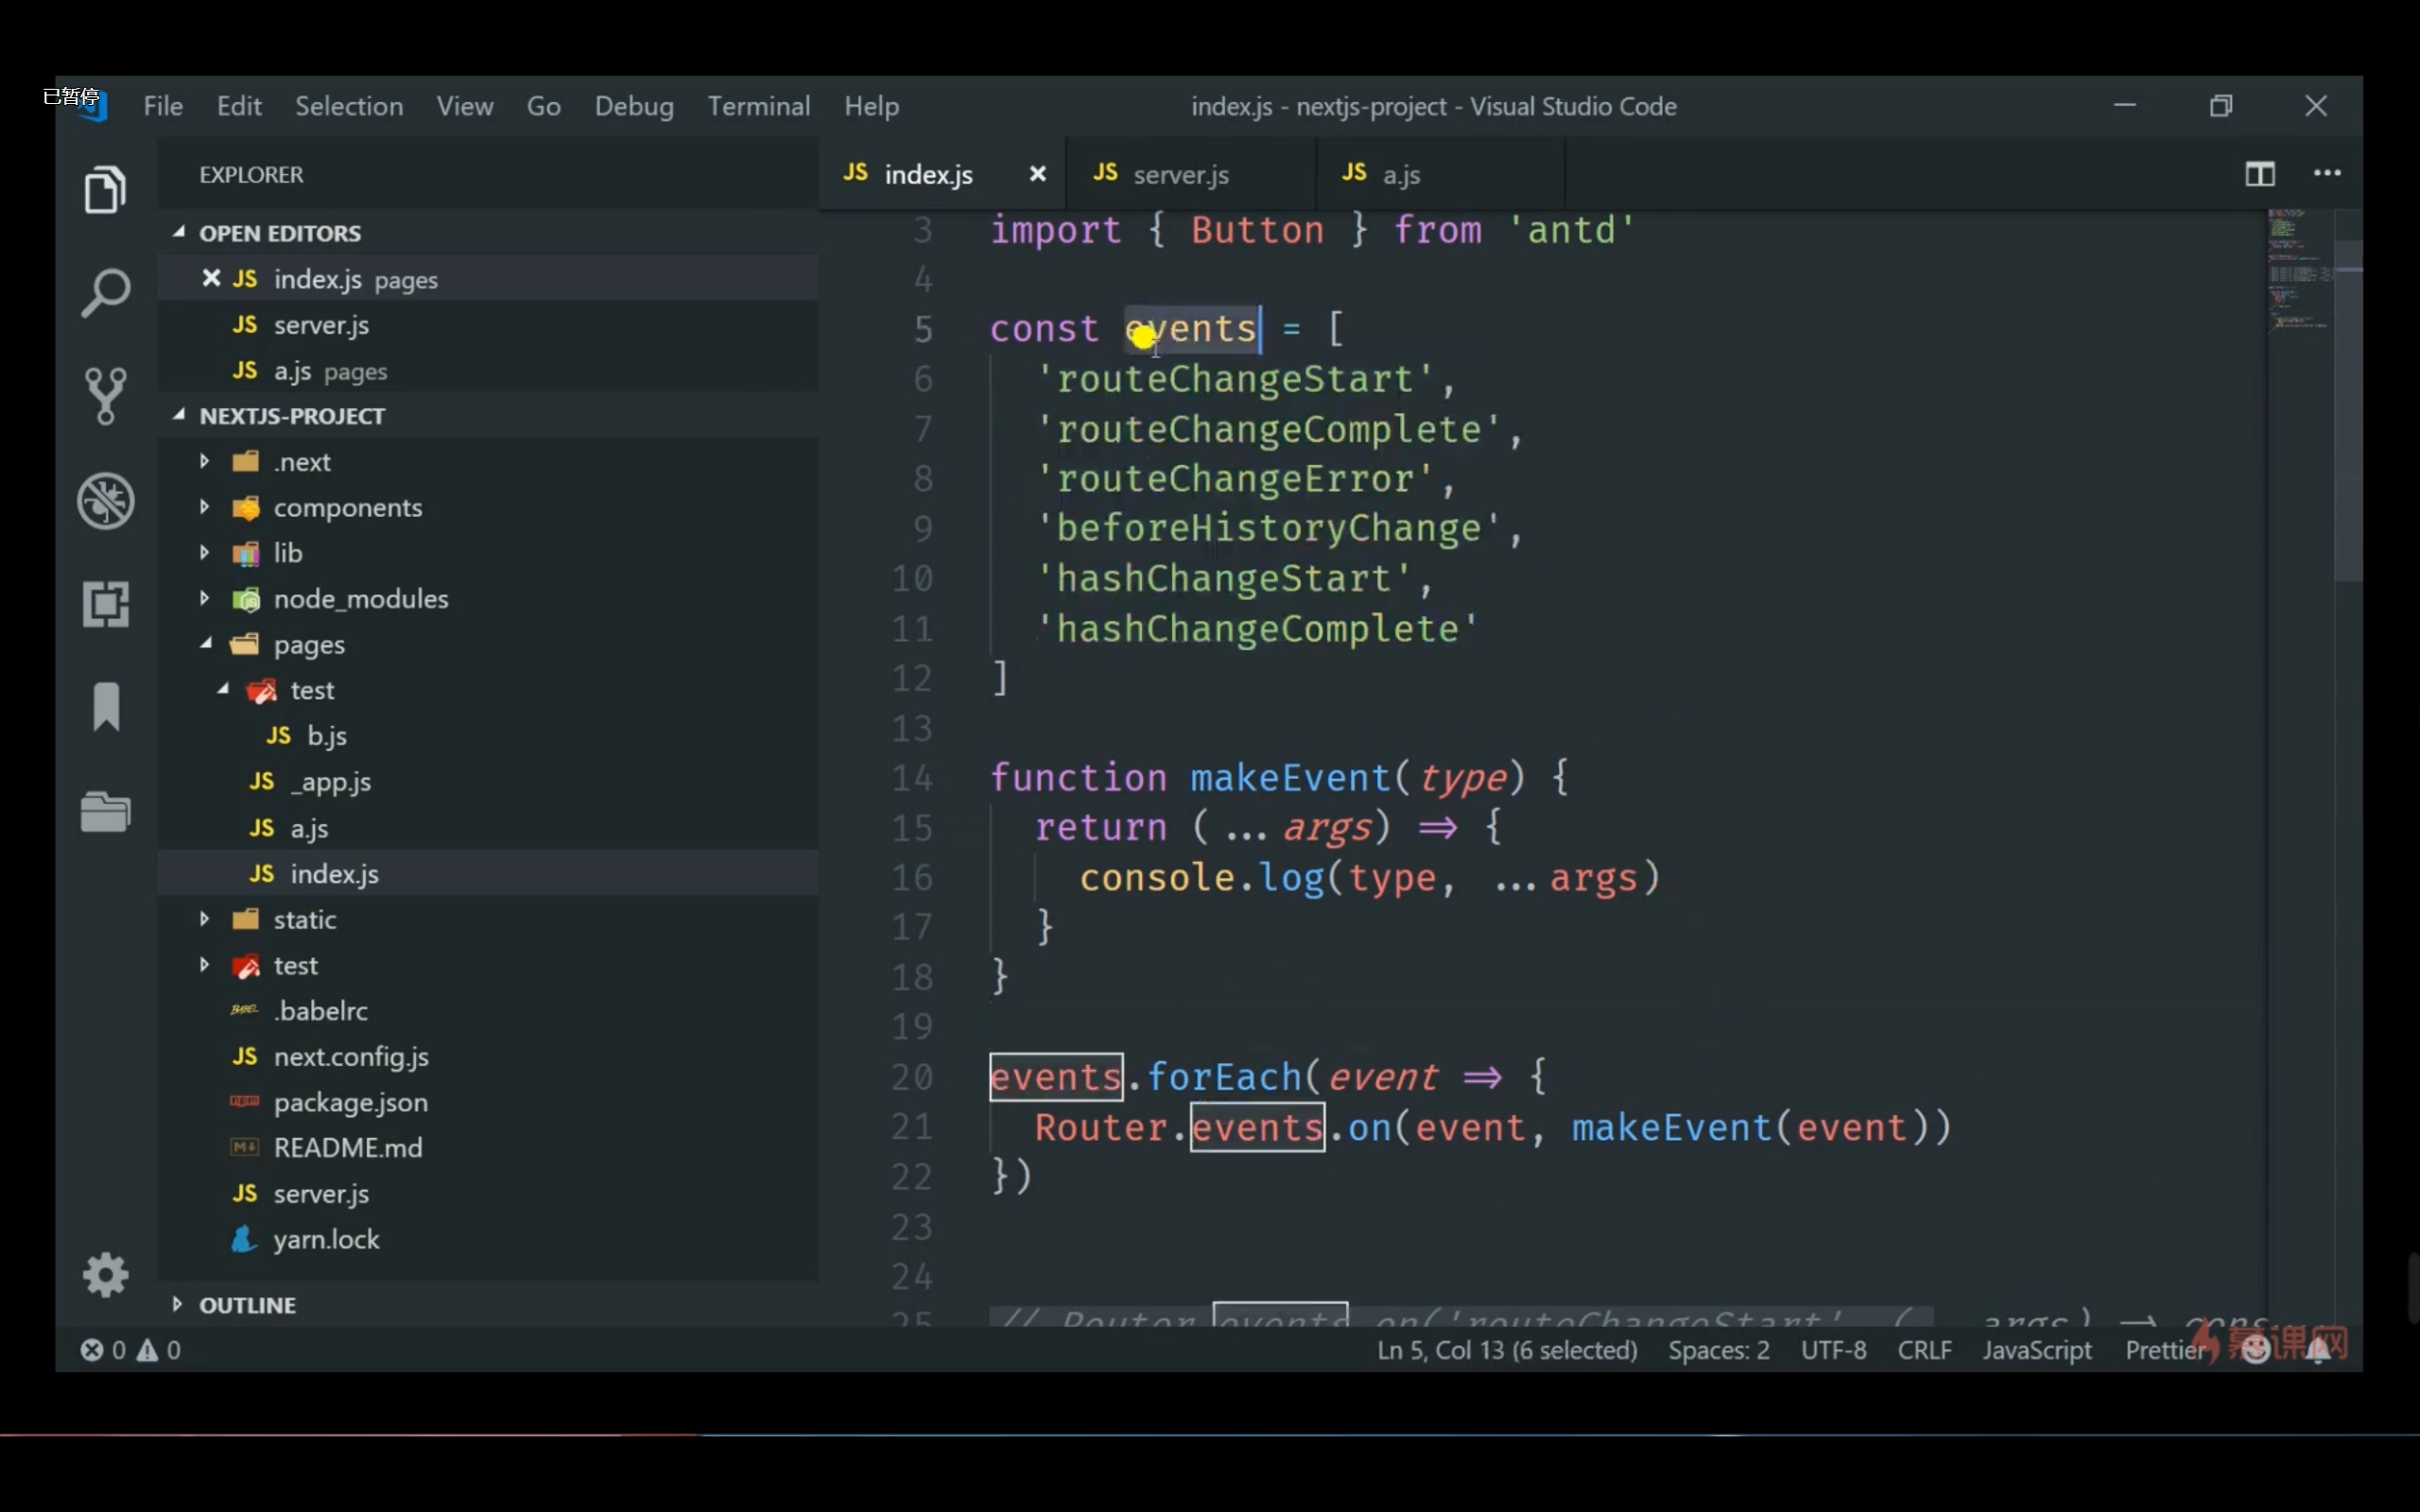 已暂停
File Edit Selection View Go Debug Terminal Help
index.js - nextjs-project - Visual Studio Code
EXPLORER
OPEN EDITORS
JS index.js pages
JS server.js
JS a.js pages
NEXTJS-PROJECT
.next
components
lib
node_modules
pages
test
JS b.js
JS _app.js
JS a.js
JS index.js
static
test
BABEL .babelrc
JS next.config.js
package.json
M↓ README.md
JS server.js
yarn.lock
OUTLINE
JS index.js
JS server.js
JS a.js
3 import { Button } from 'antd'
4
5 const events = [
6 'routeChangeStart',
7 'routeChangeComplete',
8 'routeChangeError',
9 'beforeHistoryChange',
10 'hashChangeStart',
11 'hashChangeComplete'
12 ]
13
14 function makeEvent(type) {
15 return (...args) => {
16 console.log(type, ...args)
17 }
18 }
19
20 events.forEach(event => {
21 Router.events.on(event, makeEvent(event))
22 })
23
24
25 // Router events on('routeChangeStart' ( args) => cons
0 0
Ln 5, Col 13 (6 selected) Spaces: 2 UTF-8 CRLF JavaScript Prettier
慕课网